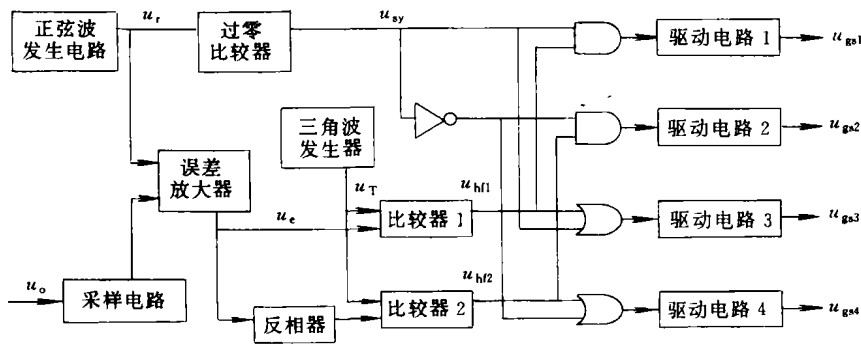 正弦波
发生电路
u_r
过零
比较器
u_sy
驱动电路 1
u_gs1
三角波
发生器
驱动电路 2
u_gs2
误差
放大器
u_T
u_e
比较器 1
u_hf1
驱动电路 3
u_gs3
u_o
采样电路
反相器
比较器 2
u_hf2
驱动电路 4
u_gs4